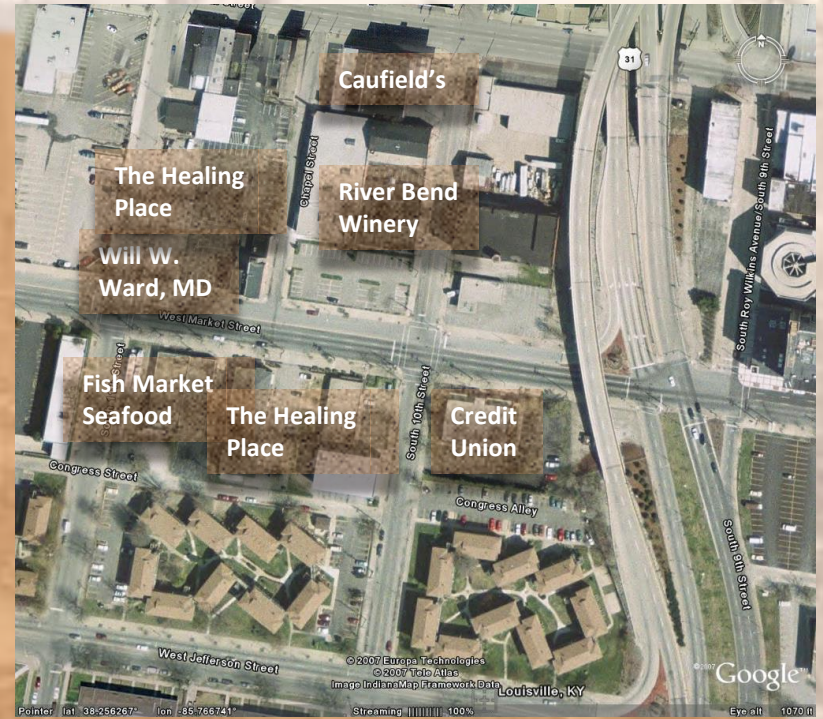 Street
31
N
Caufield's
Chapel Street
The Healing
Place
River Bend
Winery
South Roy Wilkins Avenue/South 9th Street
Will W.
Ward, MD
West Market Street
Street
Fish Market
Seafood
The Healing
Place
South 10th Street
Credit
Union
Congress Street
Congress Alley
South 9th Street
West Jefferson Street
© 2007 Europa Technologies
© 2007 Tele Atlas
Image IndianaMap Framework Data
Louisville, KY
© 2007 Google™
Pointer lat 38.256267° lon -85.766741° Streaming |||||||||| 100% Eye alt 1070 ft